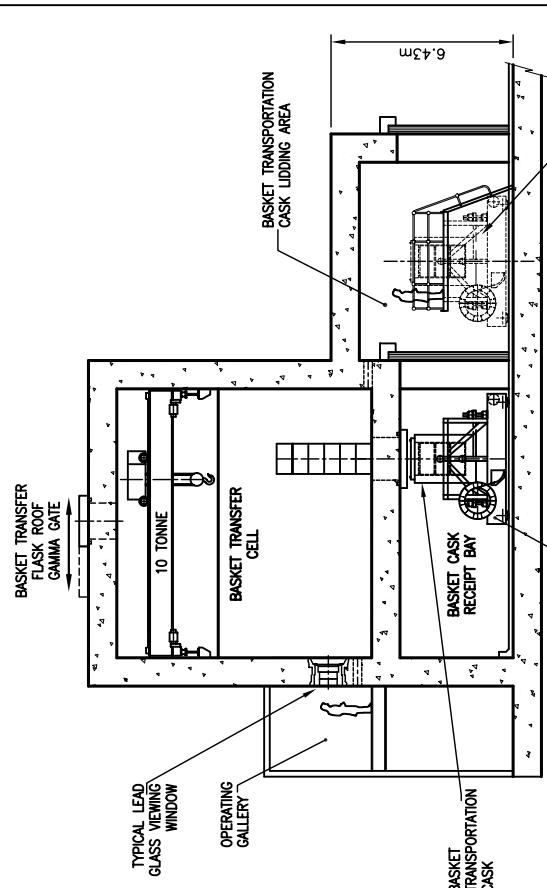 BASKET TRANSFER
FLASK ROOF
GAMMA GATE
BASKET TRANSPORTATION
CASK LIDDING AREA
6.43m
10 TONNE
BASKET TRANSFER
CELL
TYPICAL LEAD
GLASS VIEWING
WINDOW
OPERATING
GALLERY
BASKET CASK
RECEIPT BAY
BASKET
TRANSPORTATION
CASK